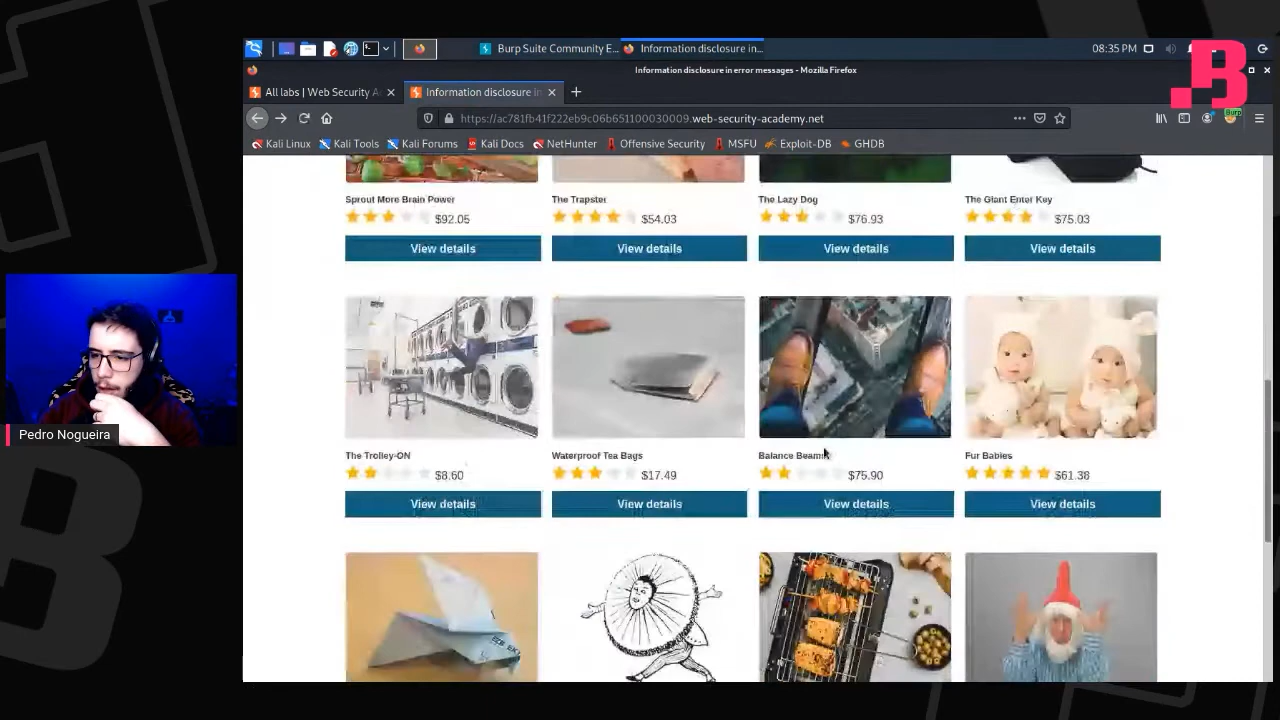 Burp Suite Community E...
Information disclosure in...
08:35 PM
Information disclosure in error messages - Mozilla Firefox
All labs | Web Security A
Information disclosure in
https://ac781fb41f222eb9c06b651100030009.web-security-academy.net
Kali Linux
Kali Tools
Kali Forums
Kali Docs
NetHunter
Offensive Security
MSFU
Exploit-DB
GHDB
Sprout More Brain Power
The Trapster
The Lazy Dog
The Giant Enter Key
$92.05
$54.03
$76.93
$75.03
View details
View details
View details
View details
The Trolley-ON
Waterproof Tea Bags
Balance Beams
Fur Babies
$8.60
$17.49
$75.90
$61.38
View details
View details
View details
View details
Pedro Nogueira
B